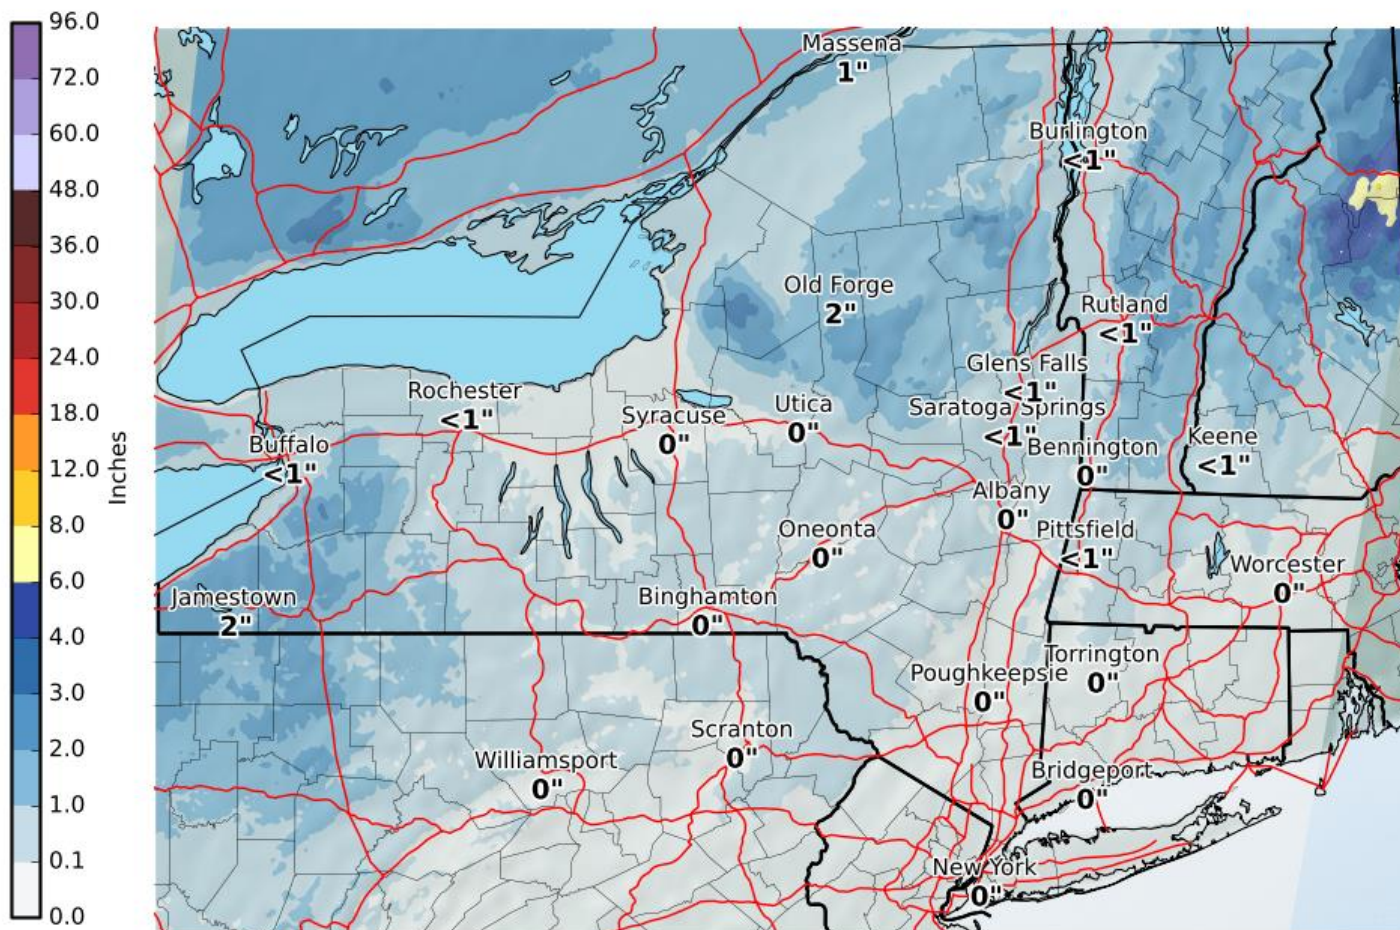 96.0
72.0
60.0
48.0
36.0
30.0
24.0
18.0
12.0
8.0
6.0
4.0
3.0
2.0
1.0
0.1
0.0
Inches
Massena
1"
Burlington
<1"
Old Forge
2"
Rutland
<1"
Glens Falls
<1"
Rochester
<1"
Syracuse
0"
Utica
0"
Saratoga Springs
<1"
Buffalo
<1"
Bennington
0"
Keene
<1"
Albany
0"
Oneonta
0"
Pittsfield
<1"
Worcester
0"
Jamestown
2"
Binghamton
0"
Torrington
0"
Poughkeepsie
0"
Scranton
0"
Williamsport
0"
Bridgeport
0"
New York
0"